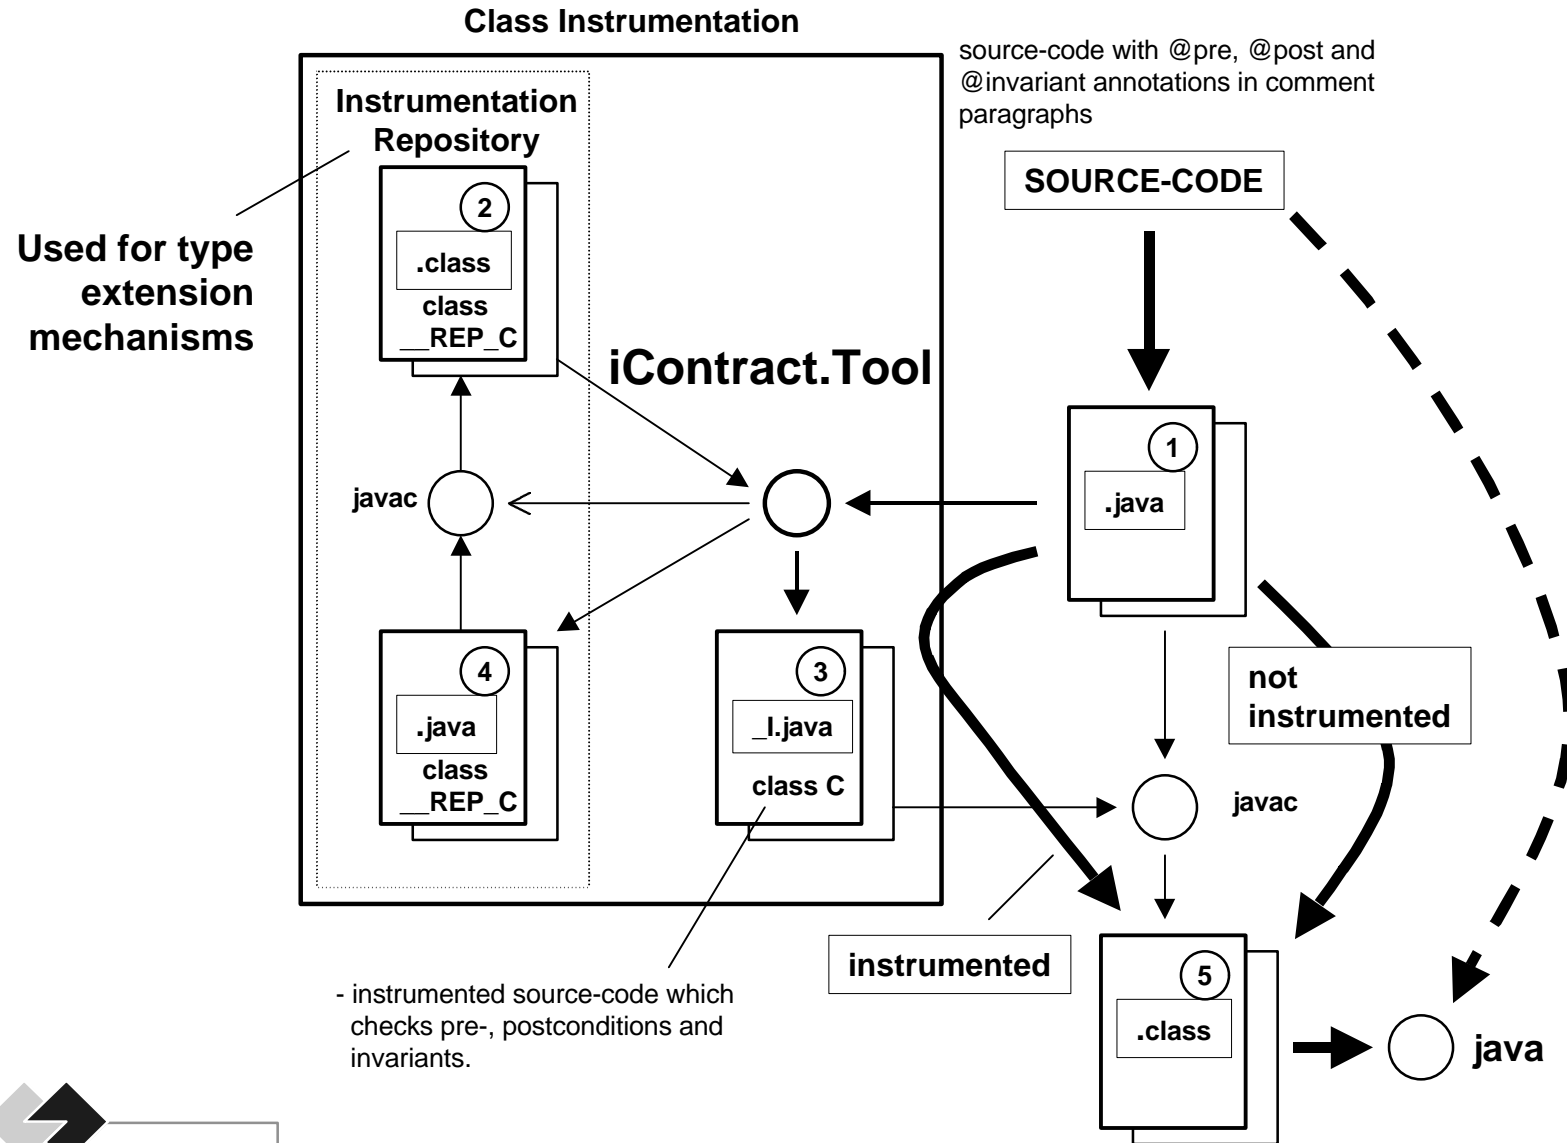 Class Instrumentation
source-code with @pre, @post and
@invariant annotations in comment
paragraphs
Instrumentation
Repository
SOURCE-CODE
2
.class
class
__REP_C
Used for type
extension
mechanisms
iContract.Tool
1
.java
javac
4
.java
class
__REP_C
3
_I.java
class C
not
instrumented
javac
instrumented
5
.class
java
- instrumented source-code which
checks pre-, postconditions and
invariants.